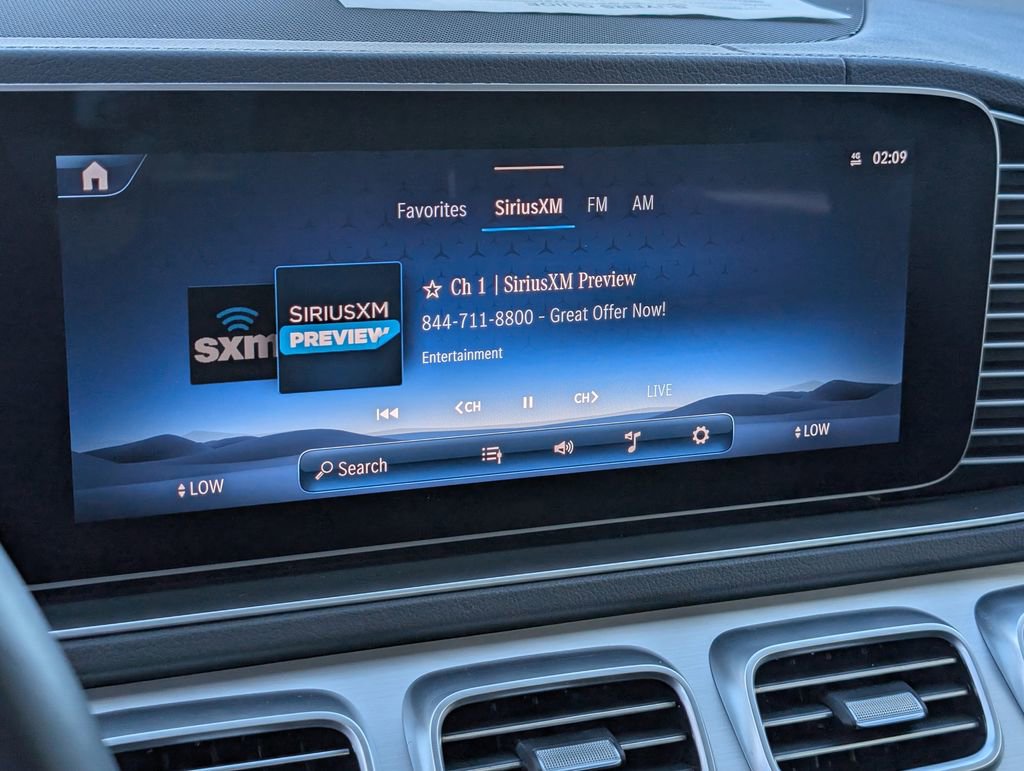 4G 02:09
Favorites SiriusXM FM AM
sxm SIRIUSXM PREVIEW
Ch 1 | SiriusXM Preview
844-711-8800 - Great Offer Now!
Entertainment
<CH CH> LIVE
Search
LOW LOW